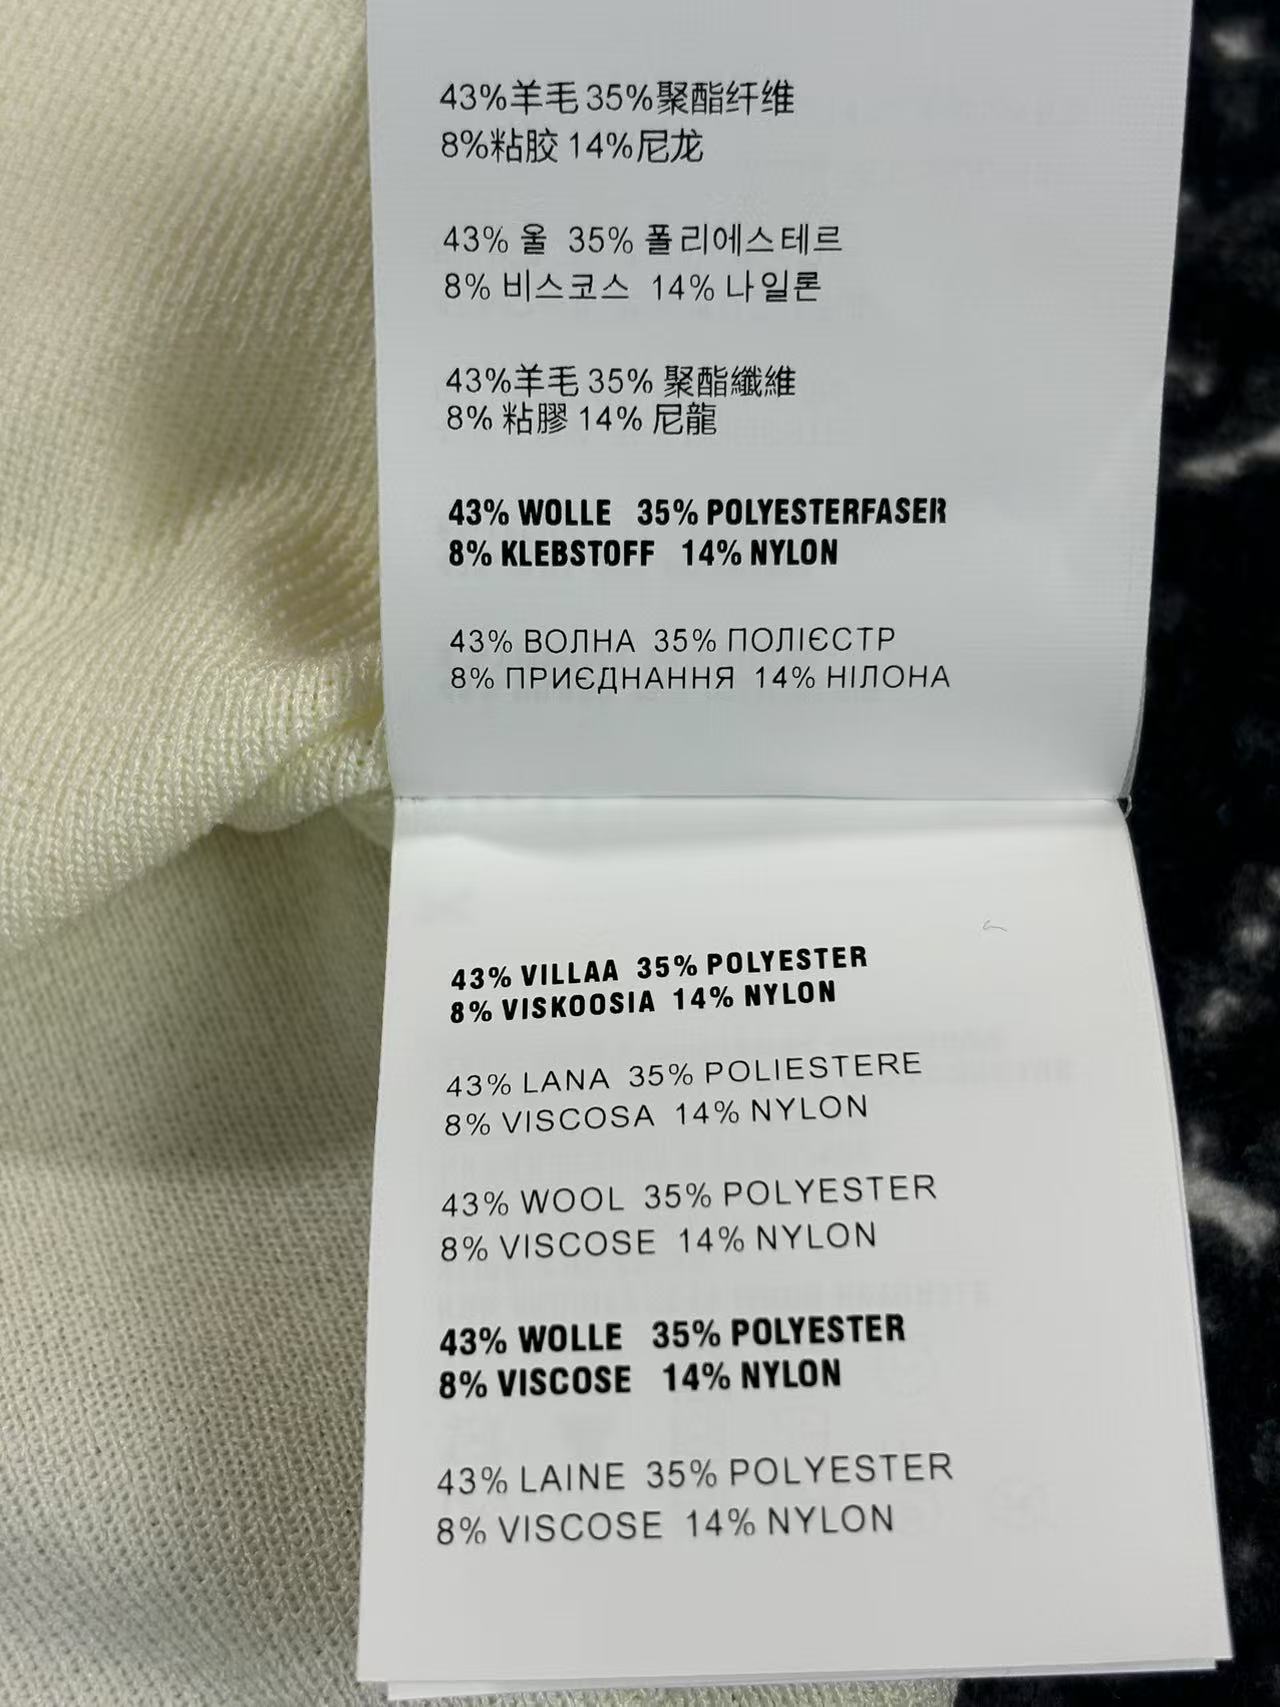 43%羊毛 35%聚酯纤维
8%粘胶 14%尼龙
43% 울 35% 폴리에스테르
8% 비스코스 14% 나일론
43%羊毛 35% 聚酯纖維
8% 粘膠 14% 尼龍
43% WOLLE 35% POLYESTERFASER
8% KLEBSTOFF 14% NYLON
43% ВОЛНА 35% ПОЛІЄСТР
8% ПРИЄДНАННЯ 14% НІЛОНА
43% VILLAA 35% POLYESTER
8% VISKOOSIA 14% NYLON
43% LANA 35% POLIESTERE
8% VISCOSA 14% NYLON
43% WOOL 35% POLYESTER
8% VISCOSE 14% NYLON
43% WOLLE 35% POLYESTER
8% VISCOSE 14% NYLON
43% LAINE 35% POLYESTER
8% VISCOSE 14% NYLON